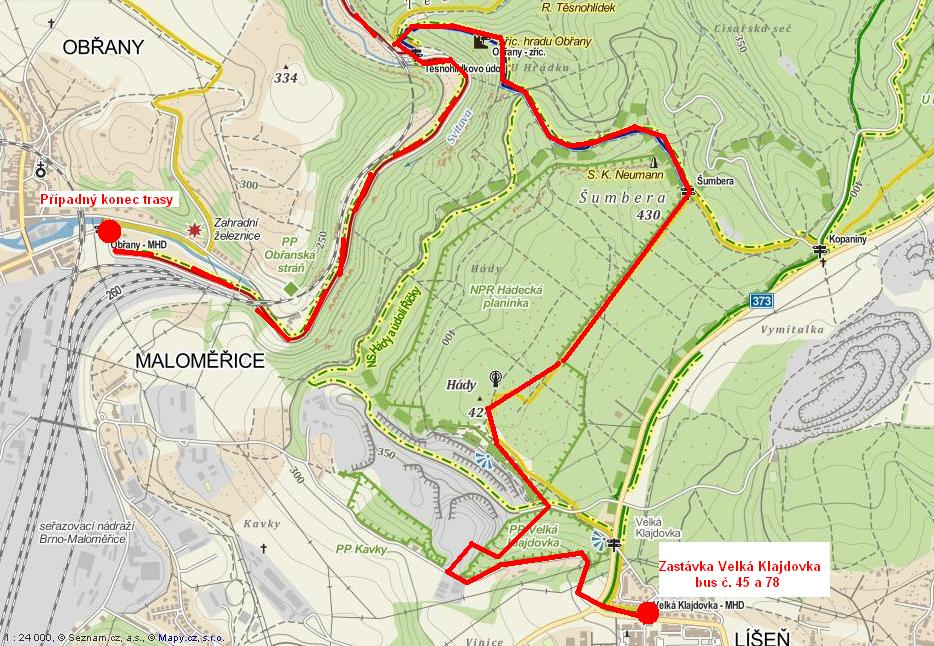 R. Těsnohlídek
OBŘANY
zříc. hradu Obřany
Obřany - zříc.
Císařská seč
350
334
Těsnohlídkovo údolí
U Hrádku
Svitava
300
S. K. Neumann
Šumbera
Šumbera
430
400
Případný konec trasy
Zahradní
železnice
Obřany - MHD
PP
Obřanská
stráň
250
260
Kopaniny
Hády
NPR Hádecká
planinka
373
Vymítalka
NS Hády a údolí Říčky
400
MALOMĚŘICE
Hády
350
300
seřazovací nádraží
Brno-Maloměřice
Kavky
PP Kavky
PP Velká
Klajdovka
Velká
Klajdovka
Zastávka Velká Klajdovka
bus č. 45 a 78
Velká Klajdovka - MHD
Vinice
LÍŠEŇ
1 : 24 000, © Seznam.cz, a.s., © Mapy.cz, s.r.o.